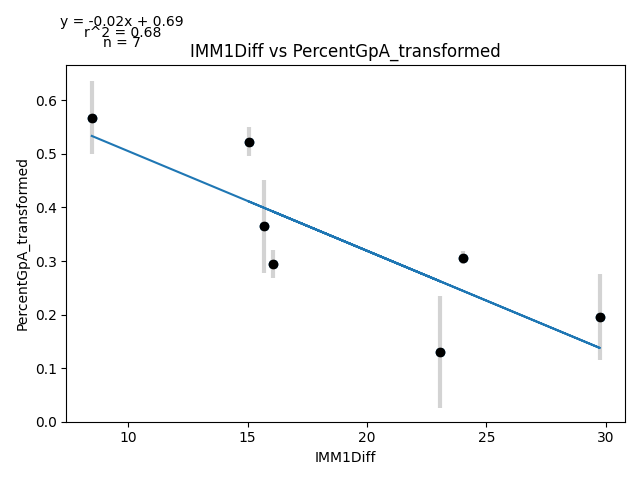 y = -0.02x + 0.69
r^2 = 0.68
n = 7
IMM1Diff vs PercentGpA_transformed
PercentGpA_transformed
0.6
0.5
0.4
0.3
0.2
0.1
0.0
10
15
20
25
30
IMM1Diff